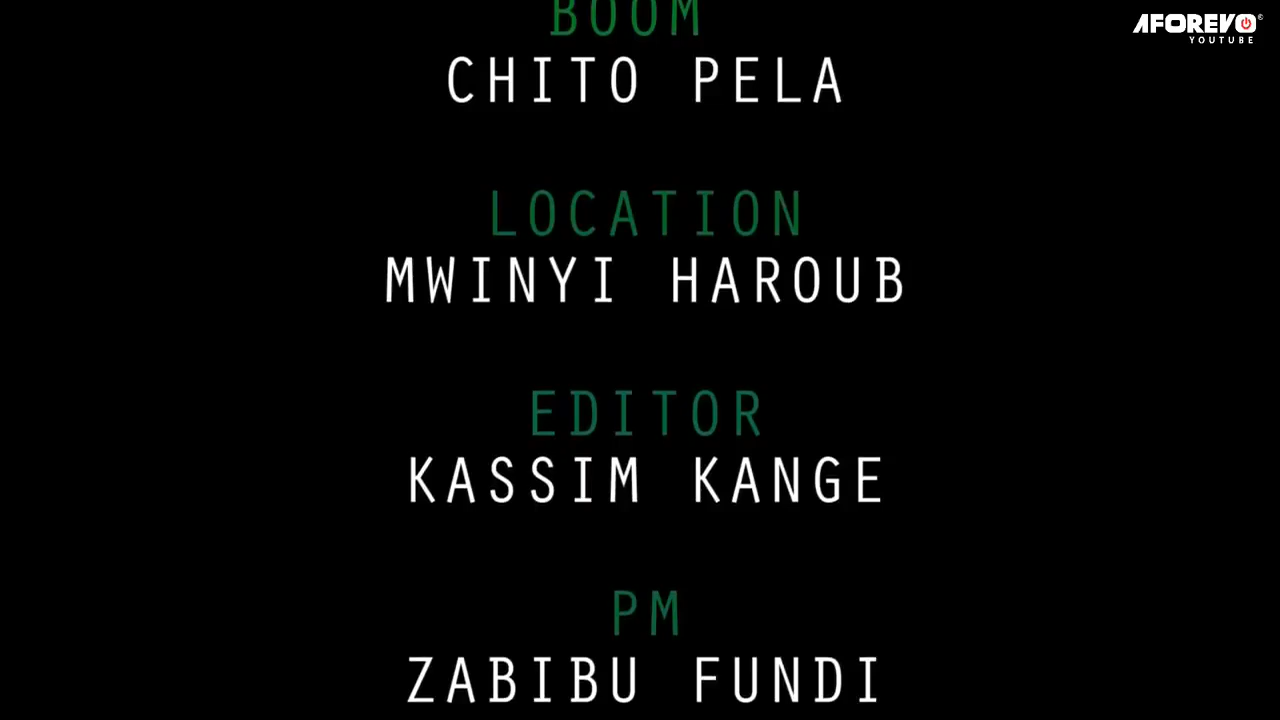 BOOM
CHITO PELA
LOCATION
MWINYI HAROUB
EDITOR
KASSIM KANGE
PM
ZABIBU FUNDI
AFOREVO®
YOUTUBE